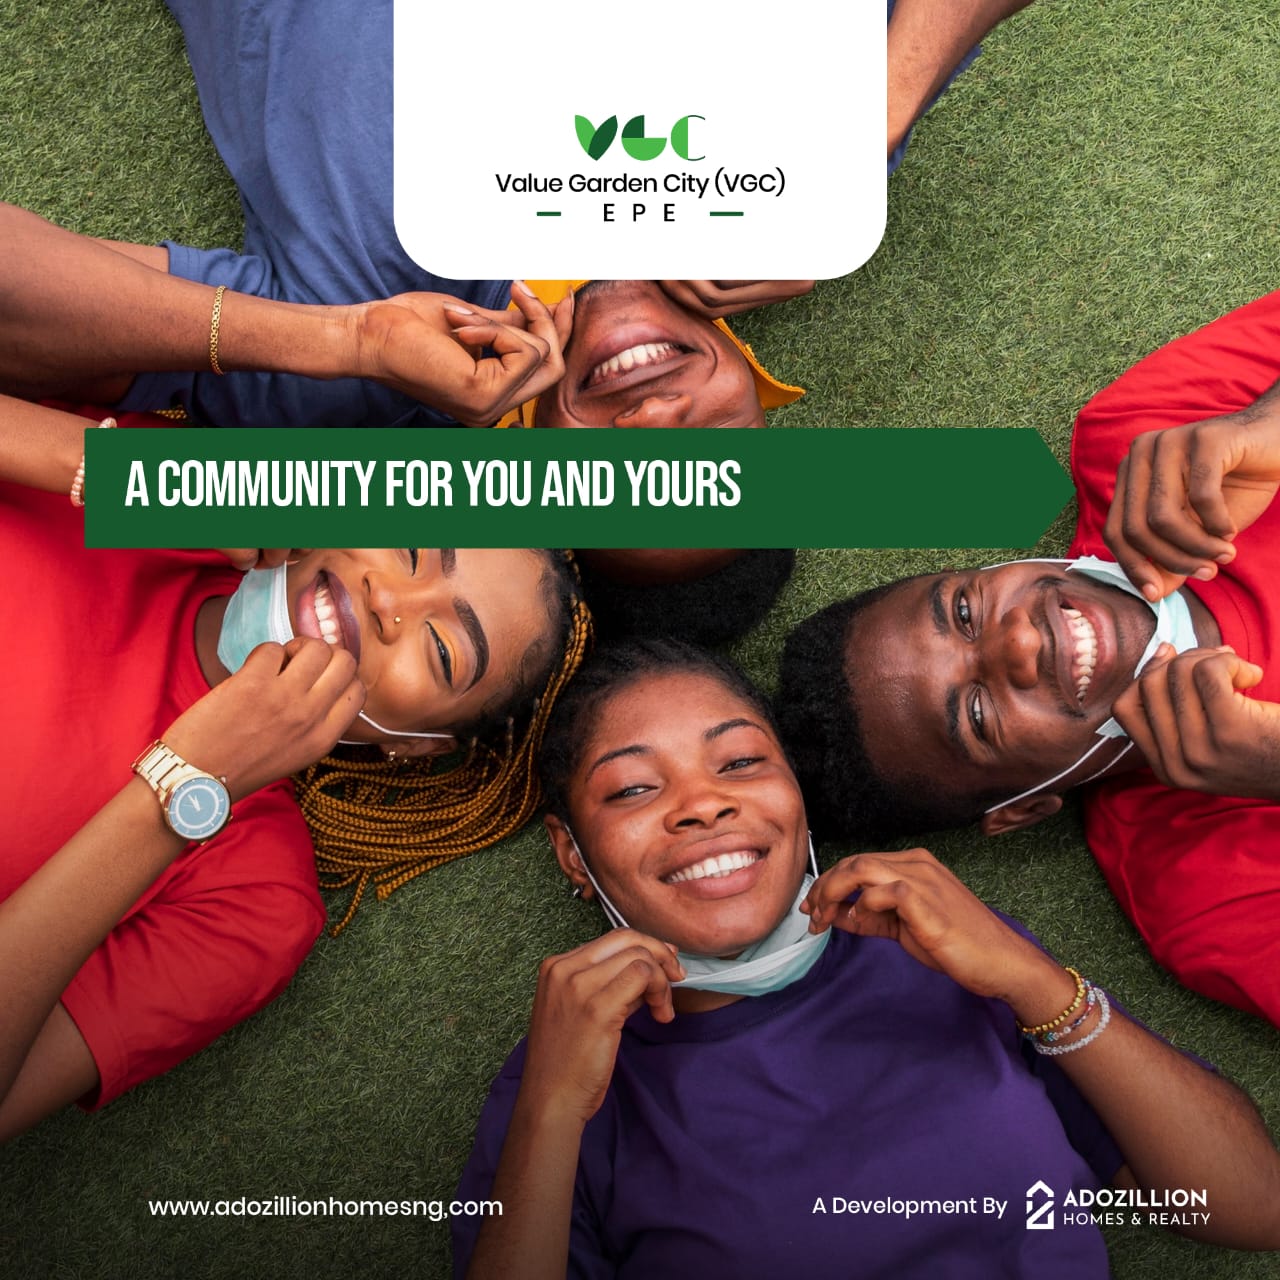 VGC
Value Garden City (VGC)
EPE
A COMMUNITY FOR YOU AND YOURS
www.adozillionhomesng,com
A Development By
ADOZILLION
HOMES & REALTY